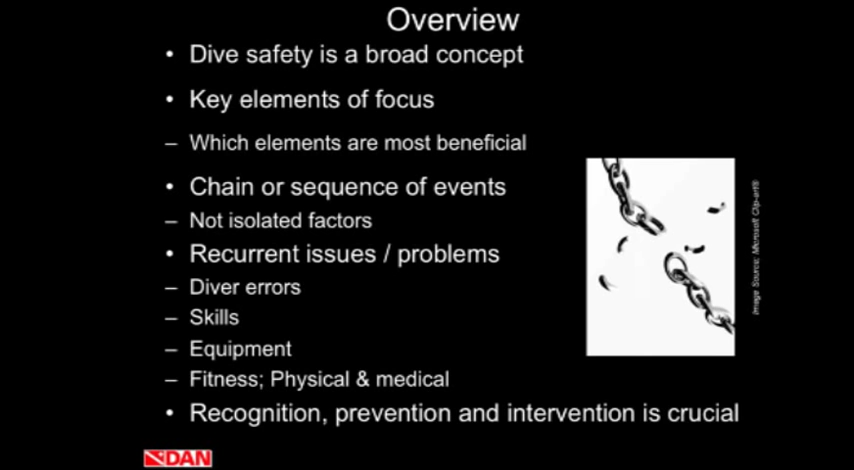 Overview
• Dive safety is a broad concept
• Key elements of focus
– Which elements are most beneficial
• Chain or sequence of events
– Not isolated factors
• Recurrent issues / problems
– Diver errors
– Skills
– Equipment
– Fitness; Physical & medical
• Recognition, prevention and intervention is crucial
Image Source: Microsoft Clip-art®
DAN